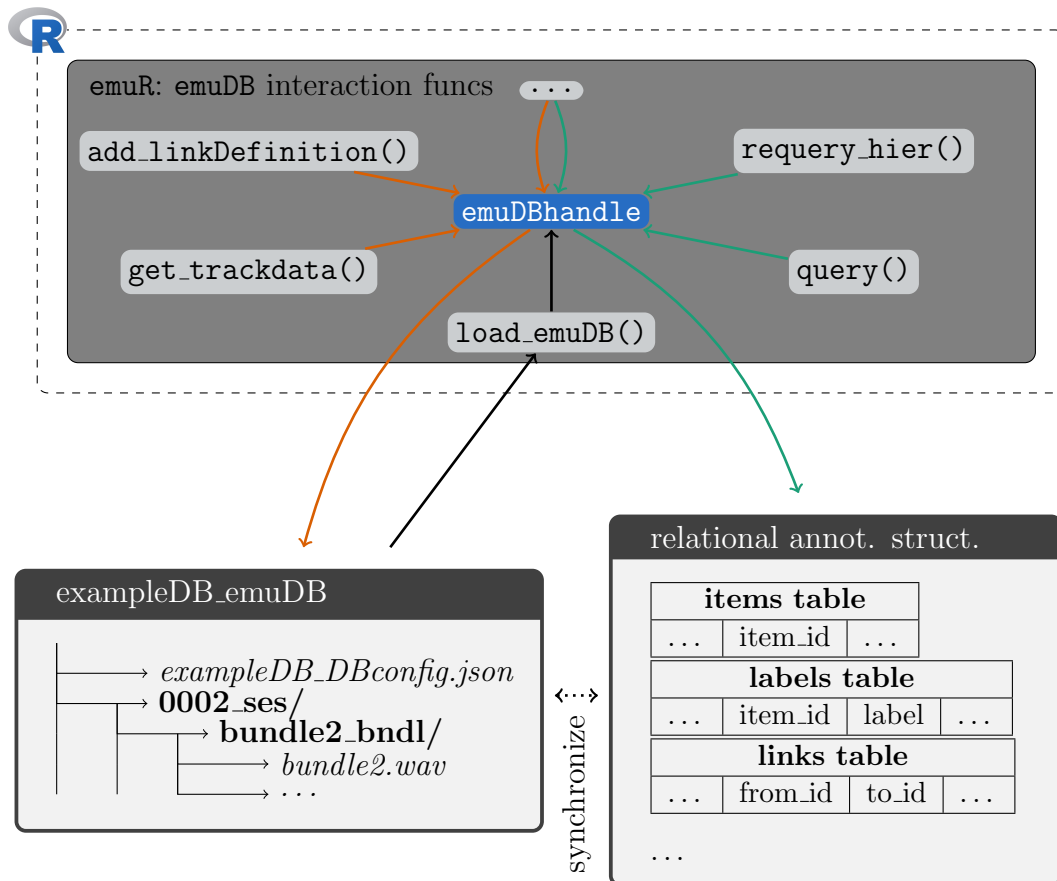 R
emuR: emuDB interaction funcs
...
add_linkDefinition()
requery_hier()
emuDBhandle
get_trackdata()
query()
load_emuDB()
exampleDB_emuDB
exampleDB_DBconfig.json
0002_ses/
bundle2_bndl/
bundle2.wav
...
synchronize
relational annot. struct.
items table
... item_id ...
labels table
... item_id label ...
links table
... from_id to_id ...
...